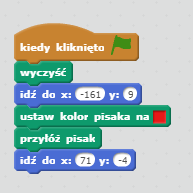 kiedy kliknięto
wyczyść
idź do x: -161 y: 9
ustaw kolor pisaka na
przyłóż pisak
idź do x: 71 y: -4